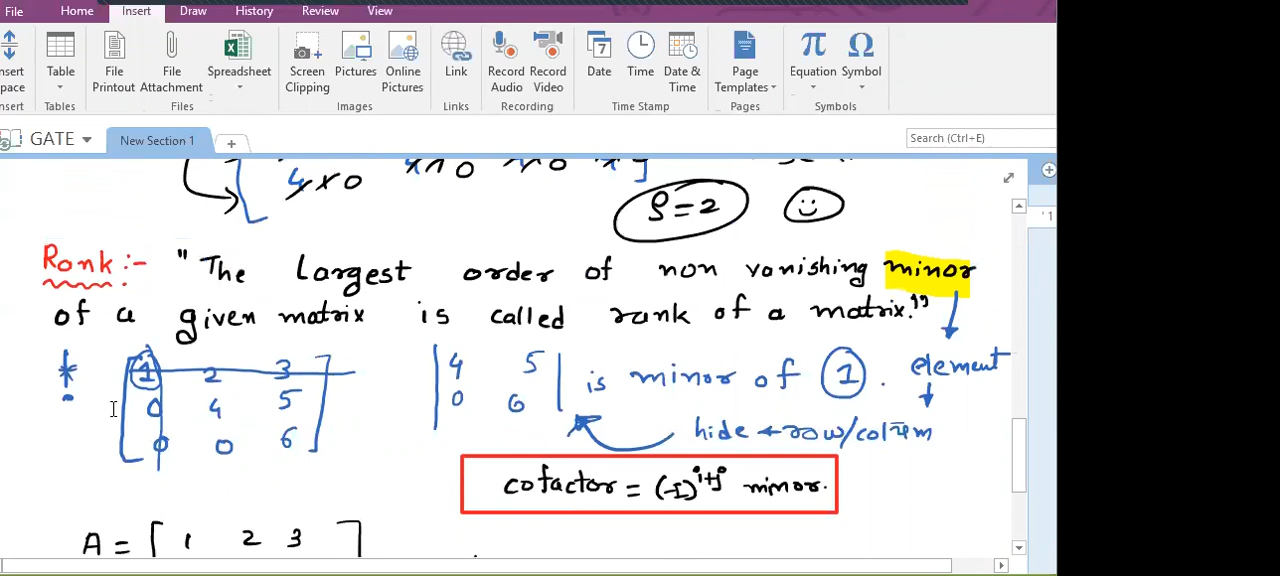 File Home Insert Draw History Review View
nsert
pace
Table
File
Printout
File
Attachment
Spreadsheet
Screen
Clipping
Pictures
Online
Pictures
Link
Record
Audio
Record
Video
Date
Time
Date &
Time
Page
Templates
Equation
Symbol
nsert Tables Files Images Links Recording Time Stamp Pages Symbols
GATE New Section 1 + Search (Ctrl+E)
ρ = 2
Rank :- "The largest order of non vanishing minor
of a given matrix is called rank of a matrix."
* [1 2 3 |4 5 is minor of 1. element
0 4 5 0 6|
0 0 6] hide row/column
cofactor = (-1)^i+j minor.
A = [ 1 2 3 ]